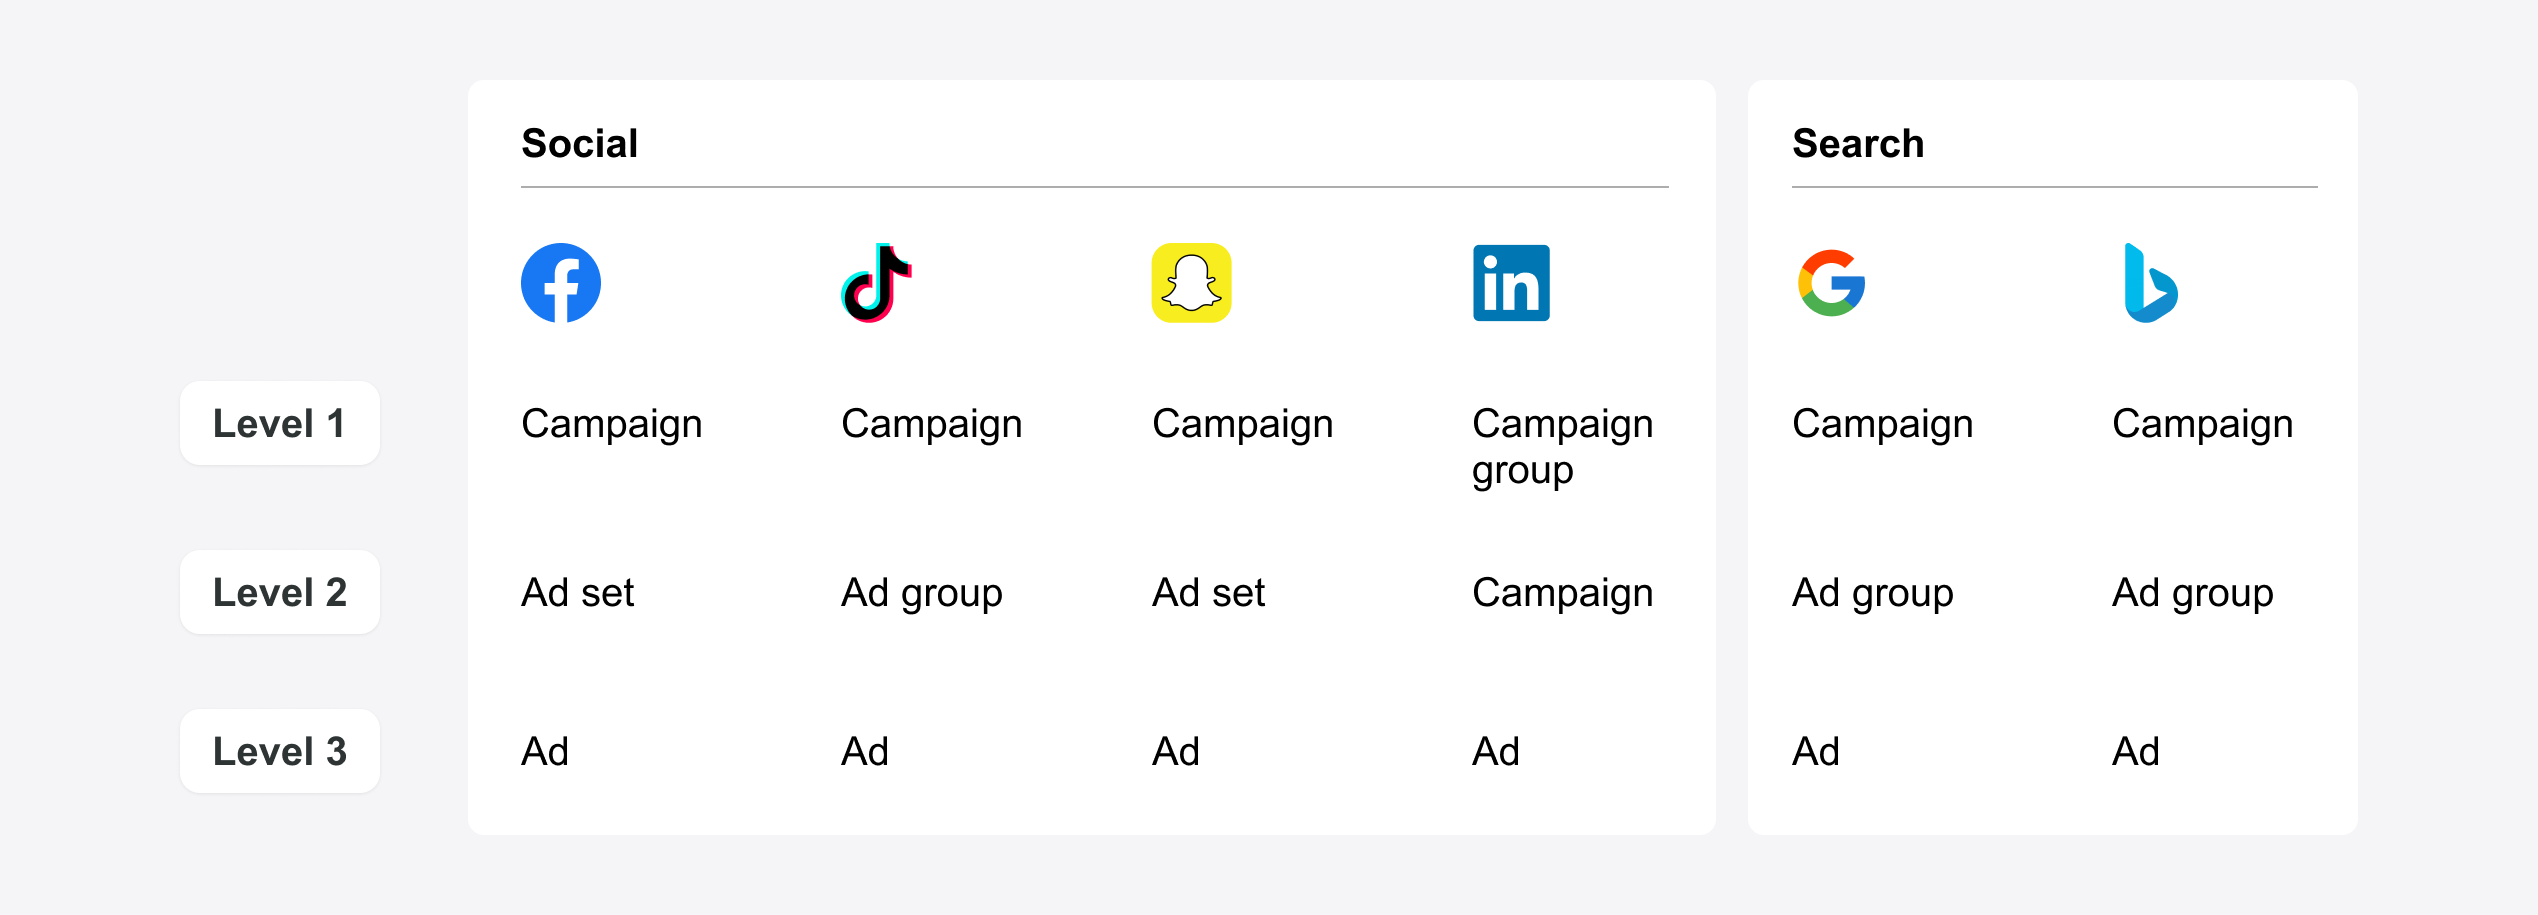 Social
Search
in
Level 1
Campaign
Campaign
Campaign
Campaign
group
Campaign
Campaign
Level 2
Ad set
Ad group
Ad set
Campaign
Ad group
Ad group
Level 3
Ad
Ad
Ad
Ad
Ad
Ad